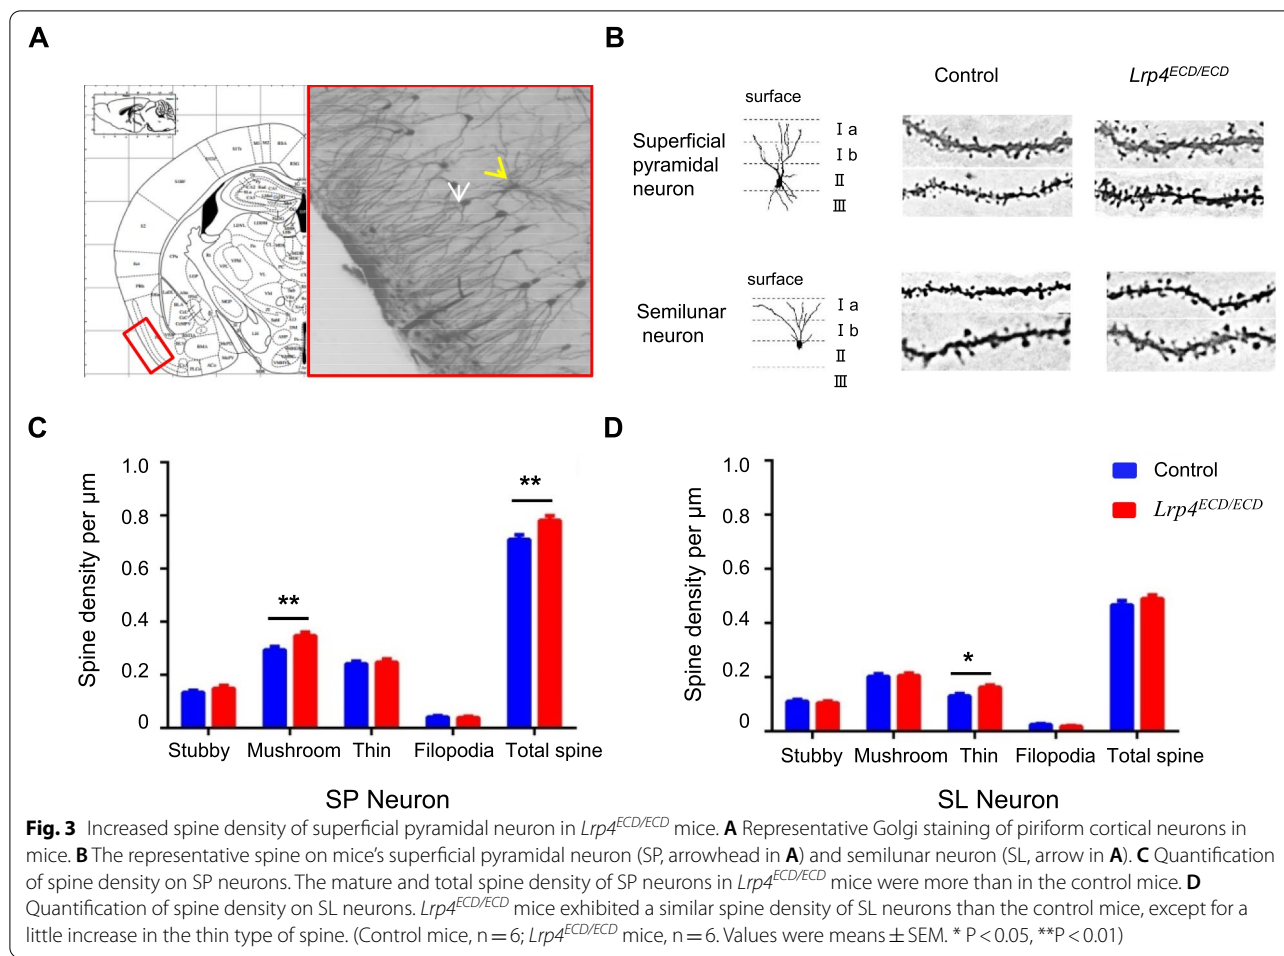 A
B
Control
Lrp4ECD/ECD
surface
Superficial
pyramidal
neuron
I a
I b
II
III
surface
Semilunar
neuron
I a
I b
II
III
C
Spine density per µm
1.0
0.8
0.6
0.4
0.2
0
**
**
Stubby Mushroom Thin Filopodia Total spine
SP Neuron
D
Spine density per µm
1.0
0.8
0.6
0.4
0.2
0
*
Control
Lrp4ECD/ECD
Stubby Mushroom Thin Filopodia Total spine
SL Neuron
Fig. 3 Increased spine density of superficial pyramidal neuron in Lrp4ECD/ECD mice. A Representative Golgi staining of piriform cortical neurons in
mice. B The representative spine on mice's superficial pyramidal neuron (SP, arrowhead in A) and semilunar neuron (SL, arrow in A). C Quantification
of spine density on SP neurons. The mature and total spine density of SP neurons in Lrp4ECD/ECD mice were more than in the control mice. D
Quantification of spine density on SL neurons. Lrp4ECD/ECD mice exhibited a similar spine density of SL neurons than the control mice, except for a
little increase in the thin type of spine. (Control mice, n = 6; Lrp4ECD/ECD mice, n = 6. Values were means ± SEM. * P < 0.05, **P < 0.01)